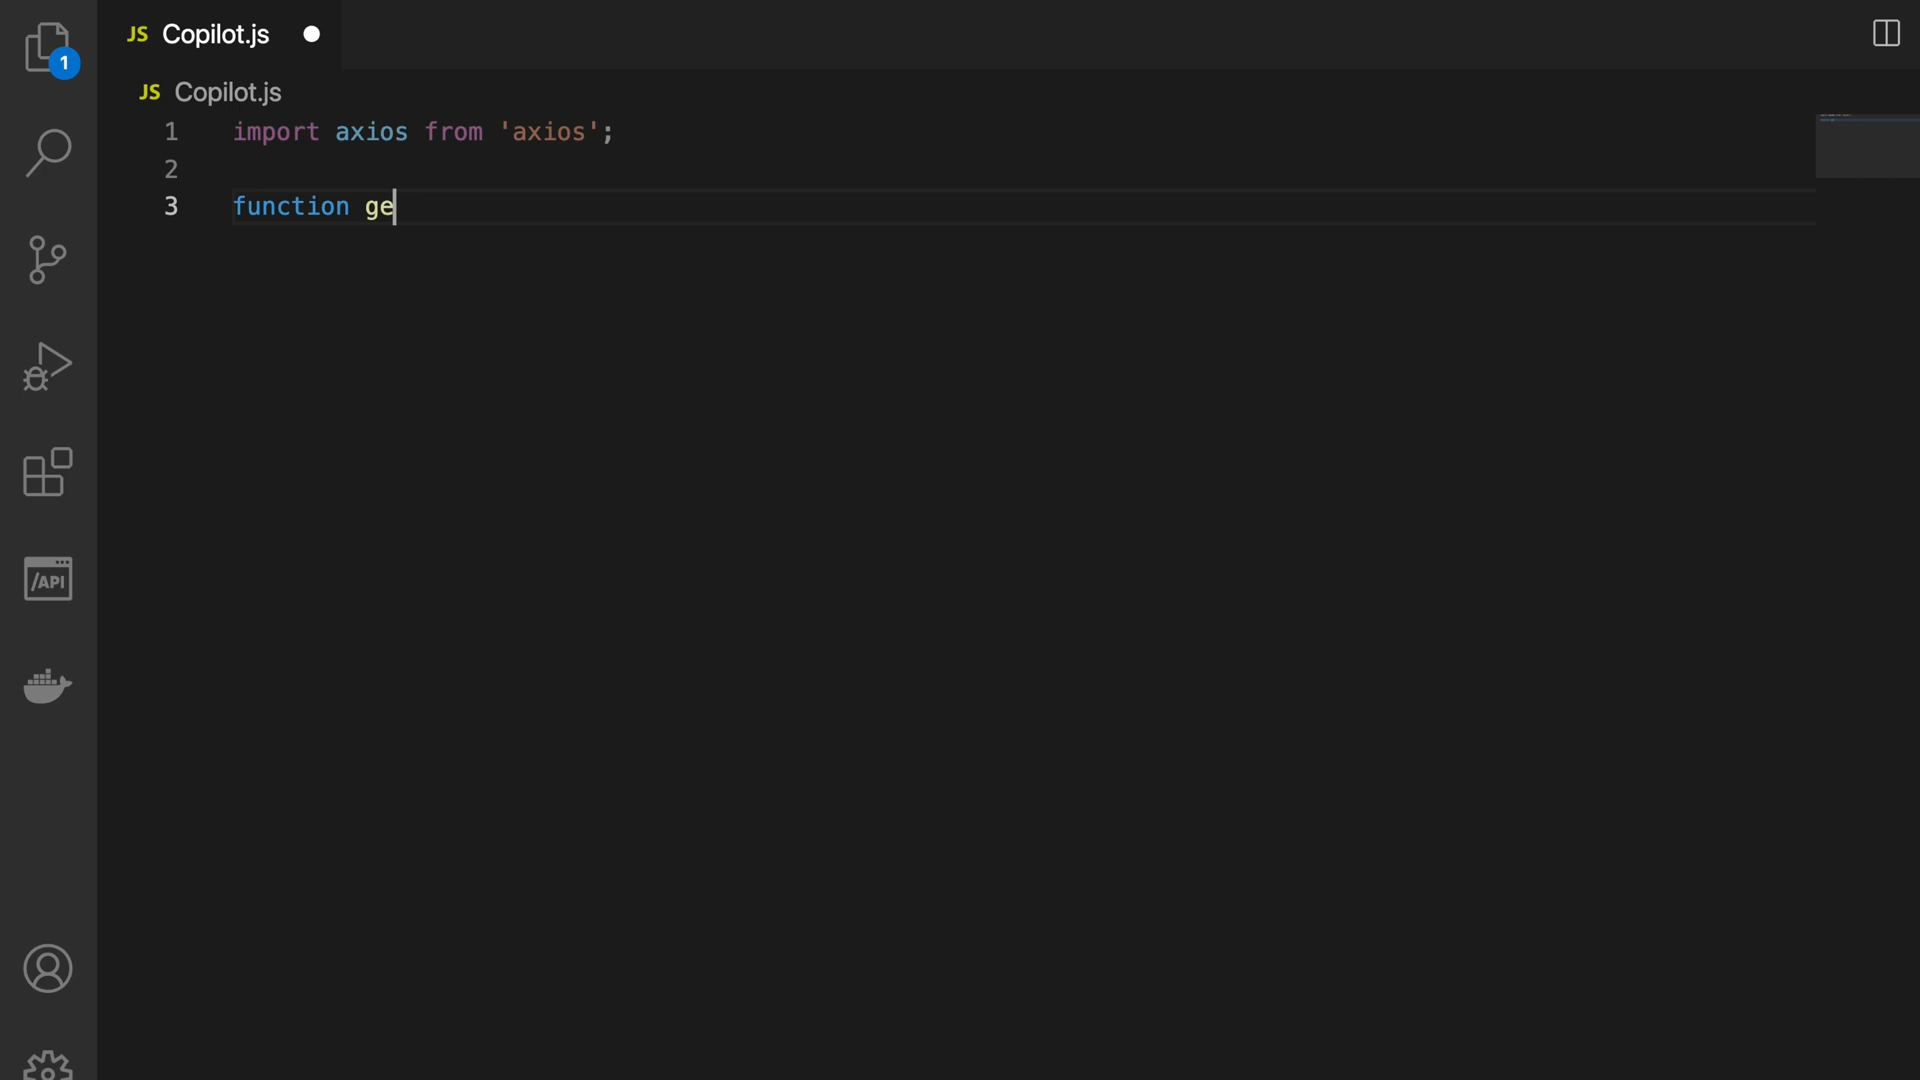 JS Copilot.js
1
JS Copilot.js
1 import axios from 'axios';
2
3 function ge
/API